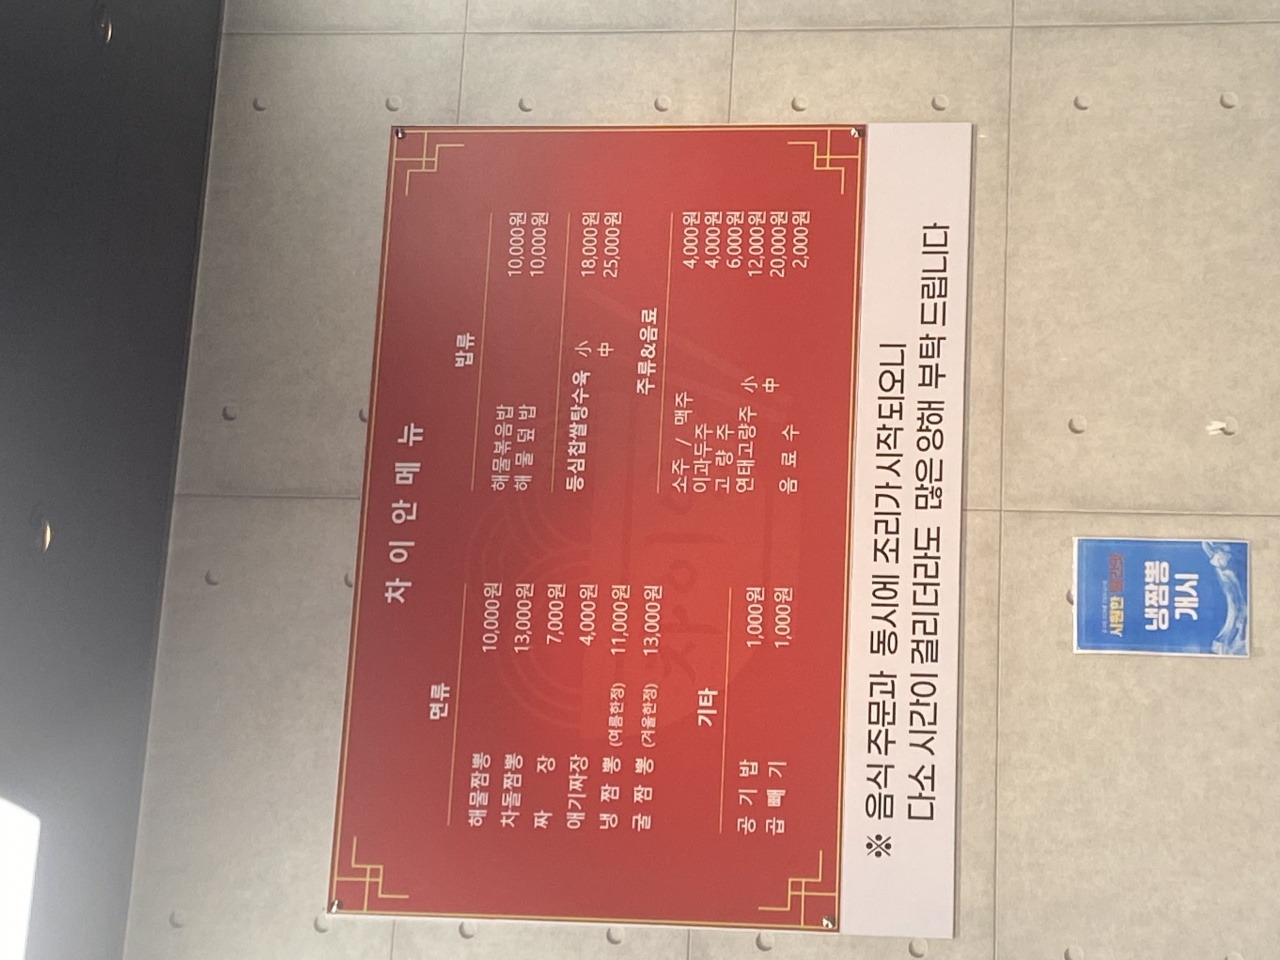 차이안메뉴
면류
해물짬뽕 10,000원
차돌짬뽕 13,000원
짜 장 7,000원
애기짜장 4,000원
냉 짬 뽕 (여름한정) 11,000원
굴 짬 뽕 (겨울한정) 13,000원
기타
공 기 밥 1,000원
곱 빼 기 1,000원
밥류
해물볶음밥 10,000원
해 물 덮 밥 10,000원
등심찹쌀탕수육 小 18,000원
中 25,000원
주류&음료
소주 / 맥주 4,000원
이과두주 4,000원
고 량 주 6,000원
연태고량주 小 12,000원
中 20,000원
음 료 수 2,000원
차이
※ 음식 주문과 동시에 조리가 시작되오니
다소 시간이 걸리더라도 많은 양해 부탁 드립니다
시원한
냉짬뽕
개시